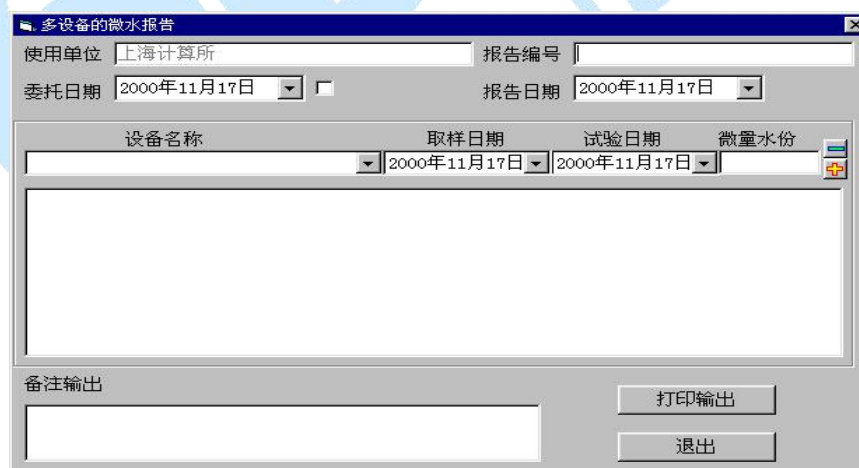 多设备的微水报告
使用单位 上海计算所 报告编号
委托日期 2000年11月17日 报告日期 2000年11月17日
设备名称 取样日期 试验日期 微量水份
2000年11月17日 2000年11月17日
备注输出
打印输出
退出